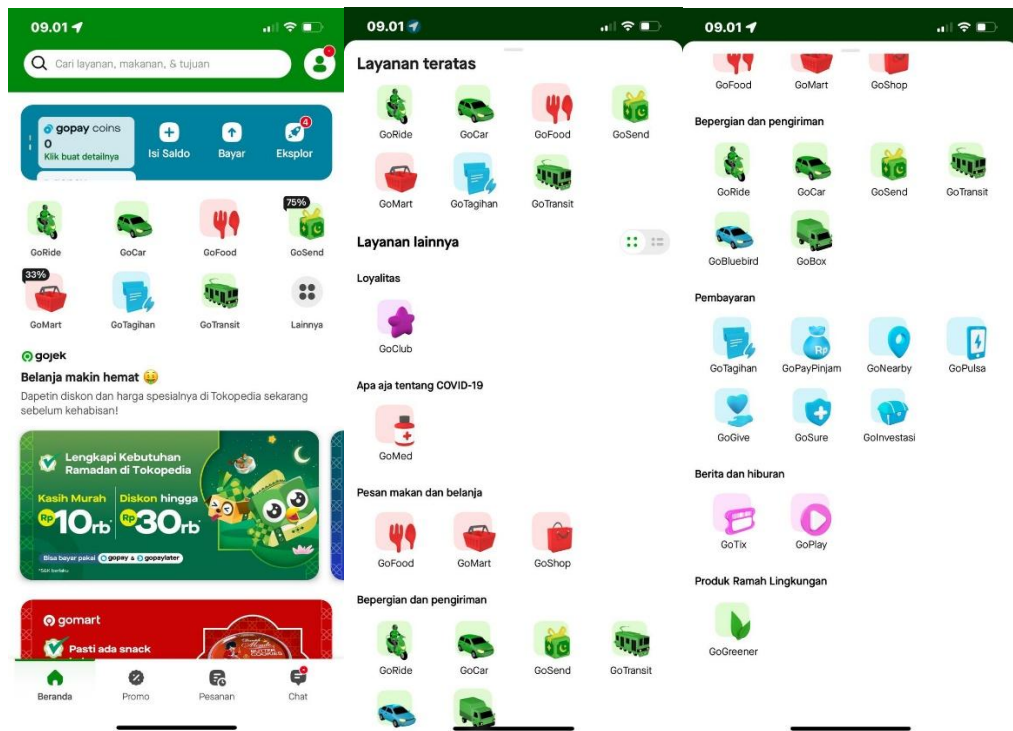 09.01
Cari layanan, makanan, & tujuan
gopay coins
0
Klik buat detailnya
Isi Saldo
Bayar
4
Eksplor
75%
GoRide
GoCar
GoFood
GoSend
33%
GoMart
GoTagihan
GoTransit
Lainnya
gojek
Belanja makin hemat
Dapetin diskon dan harga spesialnya di Tokopedia sekarang
sebelum kehabisan!
Lengkapi Kebutuhan
Ramadan di Tokopedia
Kasih Murah
Rp10rb*
Diskon hingga
Rp30rb*
Bisa bayar pakai gopay & gopaylater
*S&K berlaku
gomart
Pasti ada snack
BUTTER
COOKIES
Beranda
Promo
Pesanan
Chat
09.01
Layanan teratas
GoRide
GoCar
GoFood
GoSend
GoMart
GoTagihan
GoTransit
Layanan lainnya
Loyalitas
GoClub
Apa aja tentang COVID-19
GoMed
Pesan makan dan belanja
GoFood
GoMart
GoShop
Bepergian dan pengiriman
GoRide
GoCar
GoSend
GoTransit
09.01
GoFood
GoMart
GoShop
Bepergian dan pengiriman
GoRide
GoCar
GoSend
GoTransit
GoBluebird
GoBox
Pembayaran
Rp
GoTagihan
GoPayPinjam
GoNearby
GoPulsa
GoGive
GoSure
GoInvestasi
Berita dan hiburan
GoTix
GoPlay
Produk Ramah Lingkungan
GoGreener